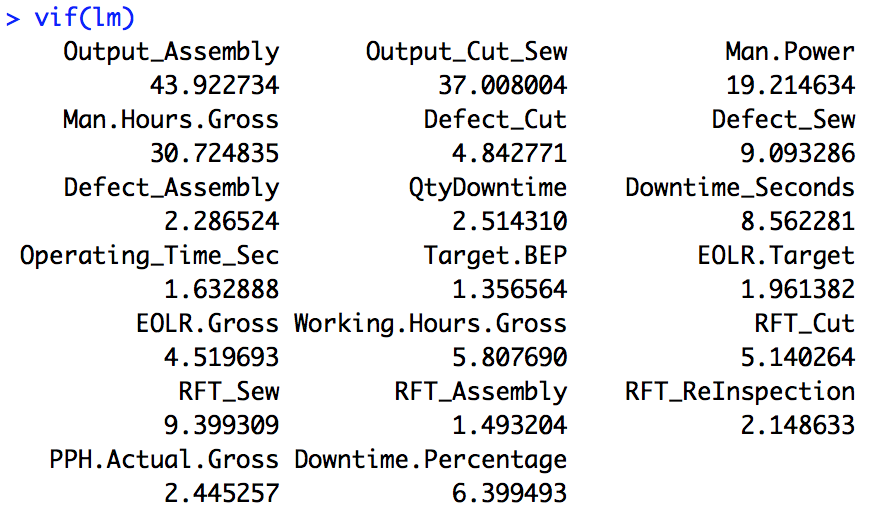 > vif(lm)
Output_Assembly Output_Cut_Sew Man.Power
43.922734 37.008004 19.214634
Man.Hours.Gross Defect_Cut Defect_Sew
30.724835 4.842771 9.093286
Defect_Assembly QtyDowntime Downtime_Seconds
2.286524 2.514310 8.562281
Operating_Time_Sec Target.BEP EOLR.Target
1.632888 1.356564 1.961382
EOLR.Gross Working.Hours.Gross RFT_Cut
4.519693 5.807690 5.140264
RFT_Sew RFT_Assembly RFT_ReInspection
9.399309 1.493204 2.148633
PPH.Actual.Gross Downtime.Percentage
2.445257 6.399493